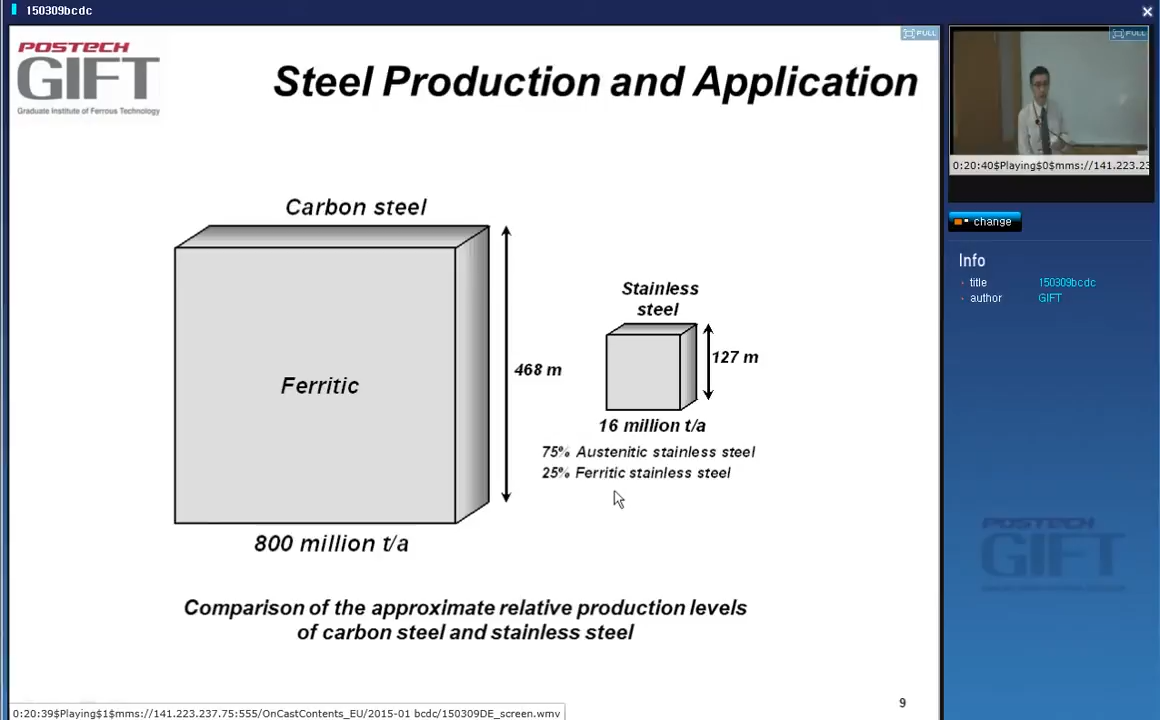 150309bcdc
FULL
POSTECH
GIFT
Graduate Institute of Ferrous Technology
Steel Production and Application
FULL
0:20:40$Playing$0$mms://141.223.23
change
Info
title 150309bcdc
author GIFT
Carbon steel
Ferritic
468 m
800 million t/a
Stainless
steel
127 m
16 million t/a
75% Austenitic stainless steel
25% Ferritic stainless steel
Comparison of the approximate relative production levels
of carbon steel and stainless steel
POSTECH
GIFT
9
0:20:39$Playing$1$mms://141.223.237.75:555/OnCastContents_EU/2015-01 bcdc/150309DE_screen.wmv